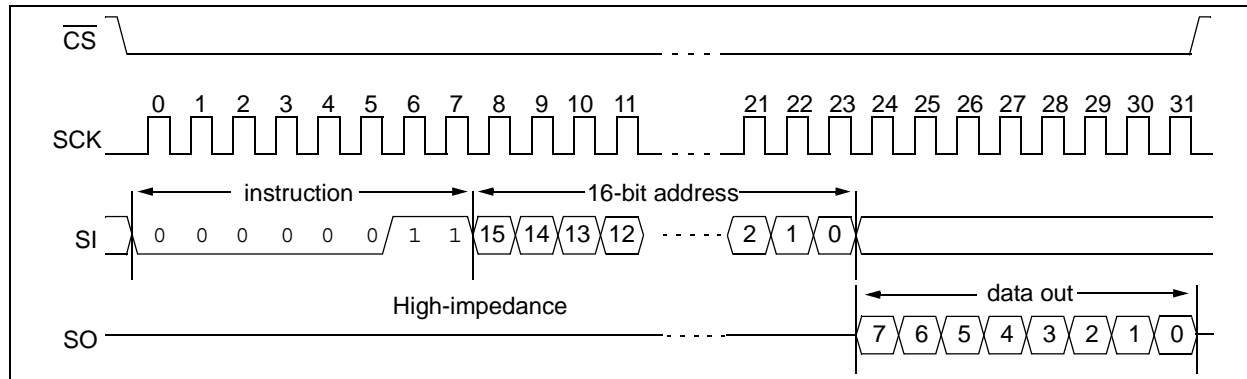 CS
0 1 2 3 4 5 6 7 8 9 10 11 21 22 23 24 25 26 27 28 29 30 31
SCK
instruction 16-bit address
SI 0 0 0 0 0 0 1 1 15 14 13 12 2 1 0
data out
High-impedance
SO 7 6 5 4 3 2 1 0